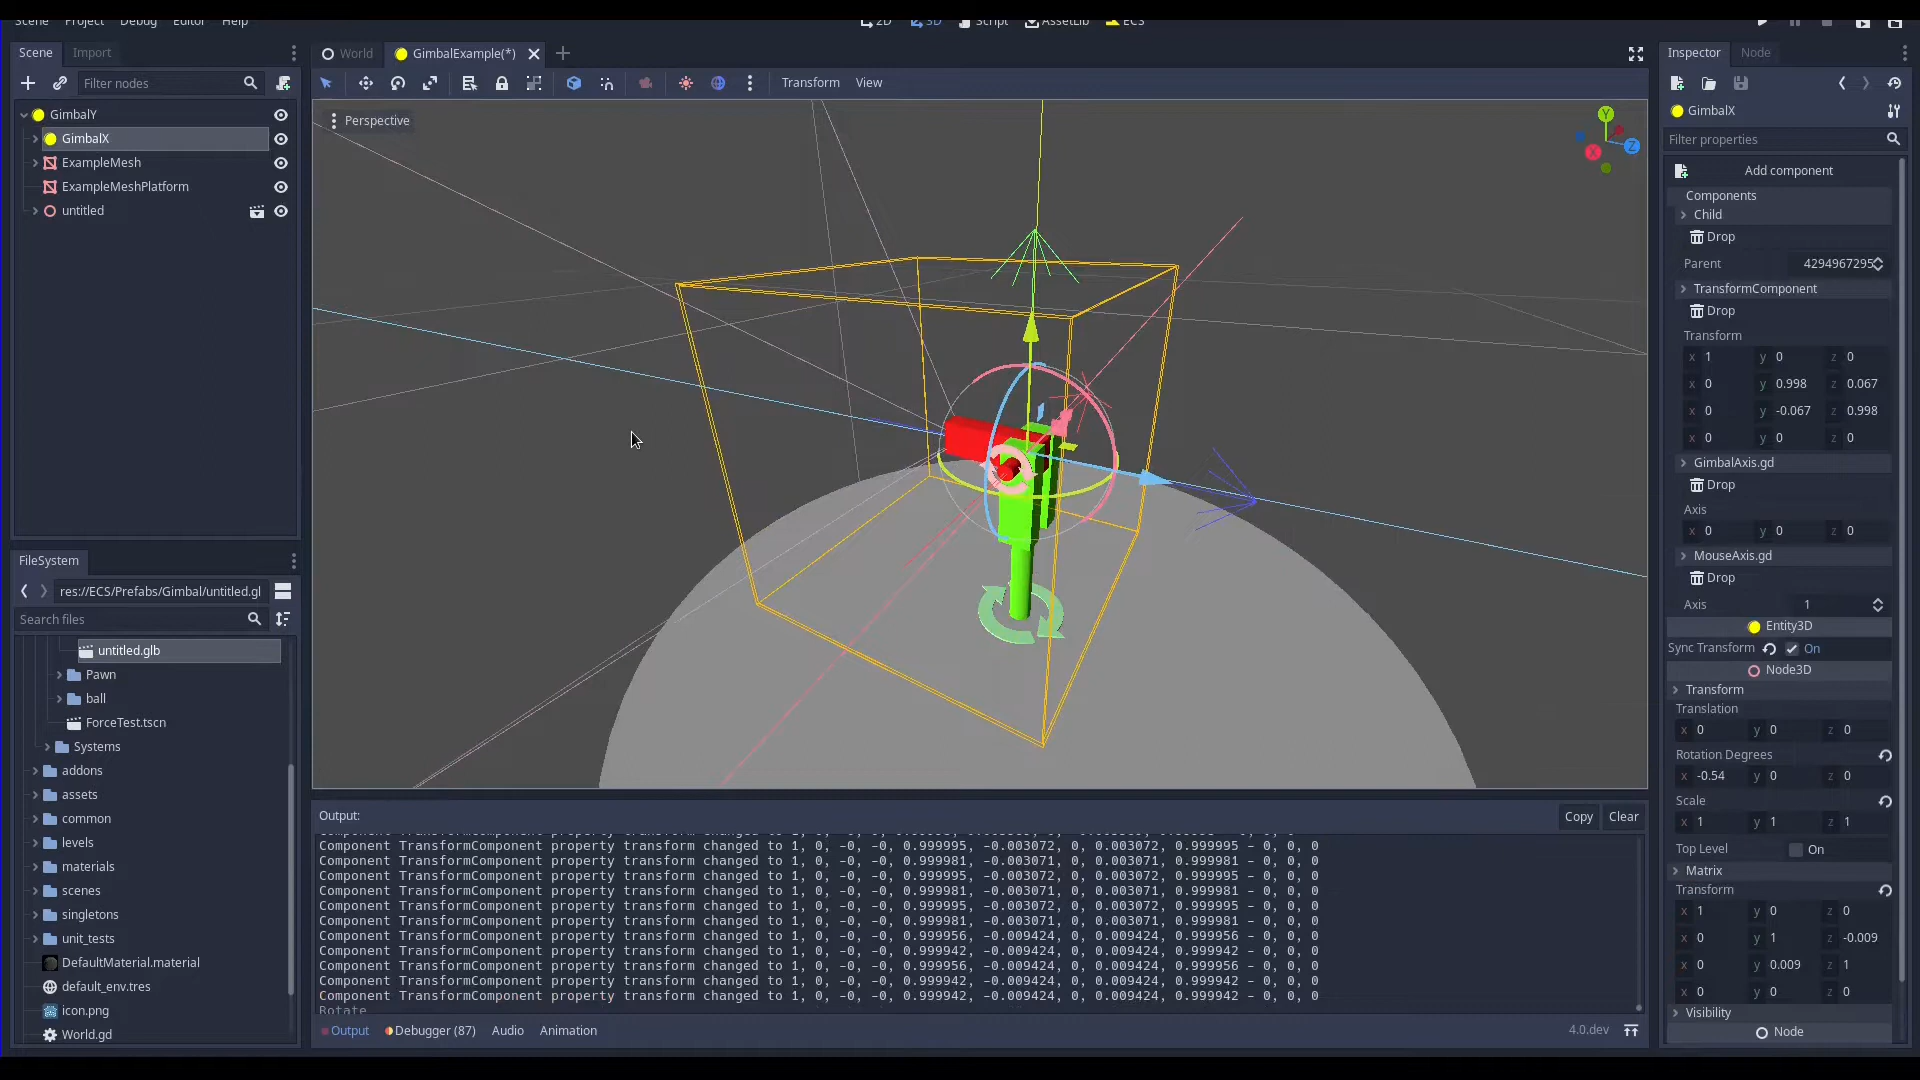 Scene Project Debug Editor Help
2D 3D Script AssetLib ECS
Scene Import
Filter nodes
GimbalY
GimbalX
ExampleMesh
ExampleMeshPlatform
untitled
FileSystem
res://ECS/Prefabs/Gimbal/untitled.gl
Search files
untitled.glb
Pawn
ball
ForceTest.tscn
Systems
addons
assets
common
levels
materials
scenes
singletons
unit_tests
DefaultMaterial.material
default_env.tres
icon.png
World.gd
World GimbalExample(*)
Transform View
Perspective
Y
X Z
Output:
Copy Clear
Component TransformComponent property transform changed to 1, 0, -0, -0, 0.999995, -0.003072, 0, 0.003072, 0.999995 - 0, 0, 0
Component TransformComponent property transform changed to 1, 0, -0, -0, 0.999981, -0.003071, 0, 0.003071, 0.999981 - 0, 0, 0
Component TransformComponent property transform changed to 1, 0, -0, -0, 0.999995, -0.003072, 0, 0.003072, 0.999995 - 0, 0, 0
Component TransformComponent property transform changed to 1, 0, -0, -0, 0.999981, -0.003071, 0, 0.003071, 0.999981 - 0, 0, 0
Component TransformComponent property transform changed to 1, 0, -0, -0, 0.999995, -0.003072, 0, 0.003072, 0.999995 - 0, 0, 0
Component TransformComponent property transform changed to 1, 0, -0, -0, 0.999981, -0.003071, 0, 0.003071, 0.999981 - 0, 0, 0
Component TransformComponent property transform changed to 1, 0, -0, -0, 0.999956, -0.009424, 0, 0.009424, 0.999956 - 0, 0, 0
Component TransformComponent property transform changed to 1, 0, -0, -0, 0.999942, -0.009424, 0, 0.009424, 0.999942 - 0, 0, 0
Component TransformComponent property transform changed to 1, 0, -0, -0, 0.999956, -0.009424, 0, 0.009424, 0.999956 - 0, 0, 0
Component TransformComponent property transform changed to 1, 0, -0, -0, 0.999942, -0.009424, 0, 0.009424, 0.999942 - 0, 0, 0
Component TransformComponent property transform changed to 1, 0, -0, -0, 0.999942, -0.009424, 0, 0.009424, 0.999942 - 0, 0, 0
Rotate
Output Debugger (87) Audio Animation 4.0.dev
Inspector Node
GimbalX
Filter properties
Add component
Components
Child
Drop
Parent 4294967295
TransformComponent
Drop
Transform
x 1 y 0 z 0
x 0 y 0.998 z 0.067
x 0 y -0.067 z 0.998
x 0 y 0 z 0
GimbalAxis.gd
Drop
Axis
x 0 y 0 z 0
MouseAxis.gd
Drop
Axis 1
Entity3D
Sync Transform On
Node3D
Transform
Translation
x 0 y 0 z 0
Rotation Degrees
x -0.54 y 0 z 0
Scale
x 1 y 1 z 1
Top Level On
Matrix
Transform
x 1 y 0 z 0
x 0 y 1 z -0.009
x 0 y 0.009 z 1
x 0 y 0 z 0
Visibility
Node